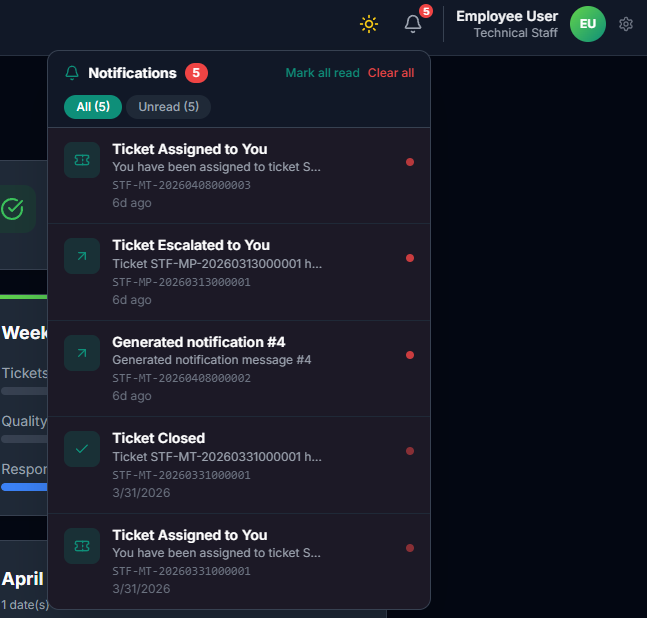 5
Employee User
Technical Staff
EU
Notifications 5
Mark all read Clear all
All (5) Unread (5)
Ticket Assigned to You
You have been assigned to ticket S...
STF-MT-20260408000003
6d ago
Ticket Escalated to You
Ticket STF-MP-20260313000001 h...
STF-MP-20260313000001
6d ago
Generated notification #4
Generated notification message #4
STF-MT-20260408000002
6d ago
Ticket Closed
Ticket STF-MT-20260331000001 h...
STF-MT-20260331000001
3/31/2026
Ticket Assigned to You
You have been assigned to ticket S...
STF-MT-20260331000001
3/31/2026
Week
Tickets
Quality
Respon
April
1 date(s)